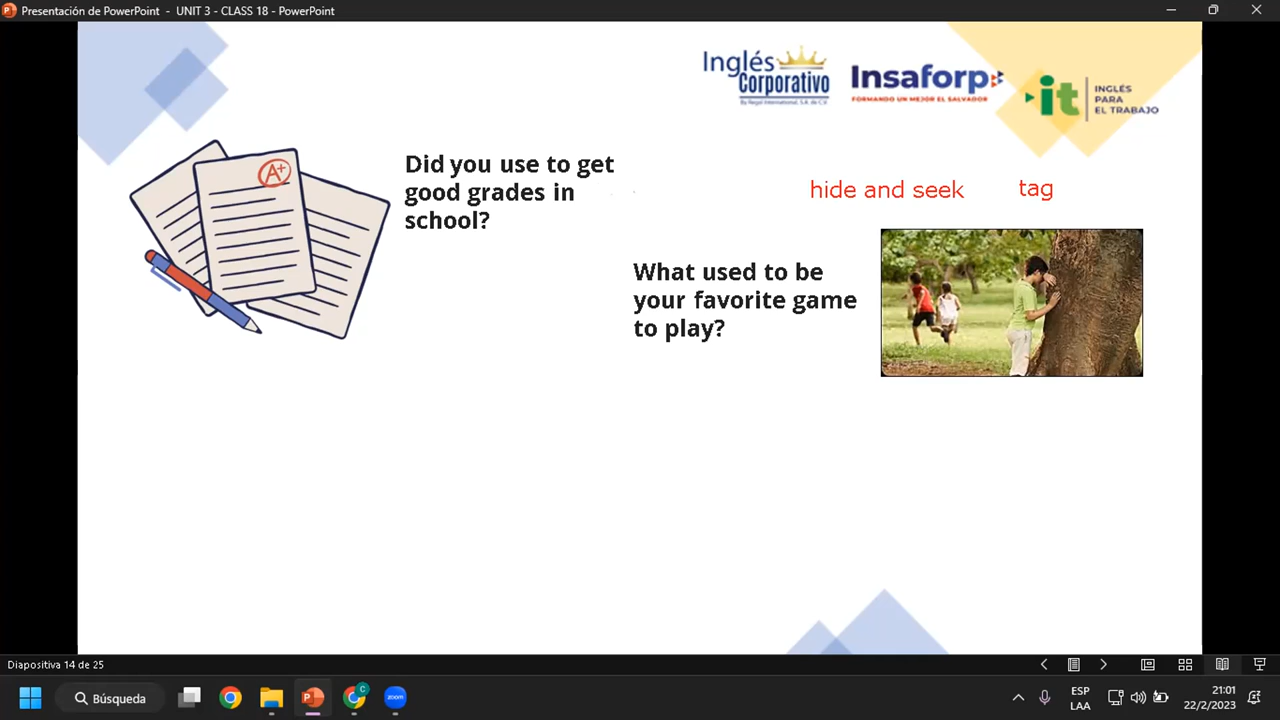 Presentación de PowerPoint - UNIT 3 - CLASS 18 - PowerPoint
Inglés
Corporativo
By Regal International, S.A. de C.V.
Insaforp
FORMANDO UN MEJOR EL SALVADOR
it
INGLÉS
PARA
EL TRABAJO
A+
Did you use to get
good grades in
school?
hide and seek
tag
What used to be
your favorite game
to play?
Diapositiva 14 de 25
Búsqueda
zoom
ESP
LAA
21:01
22/2/2023